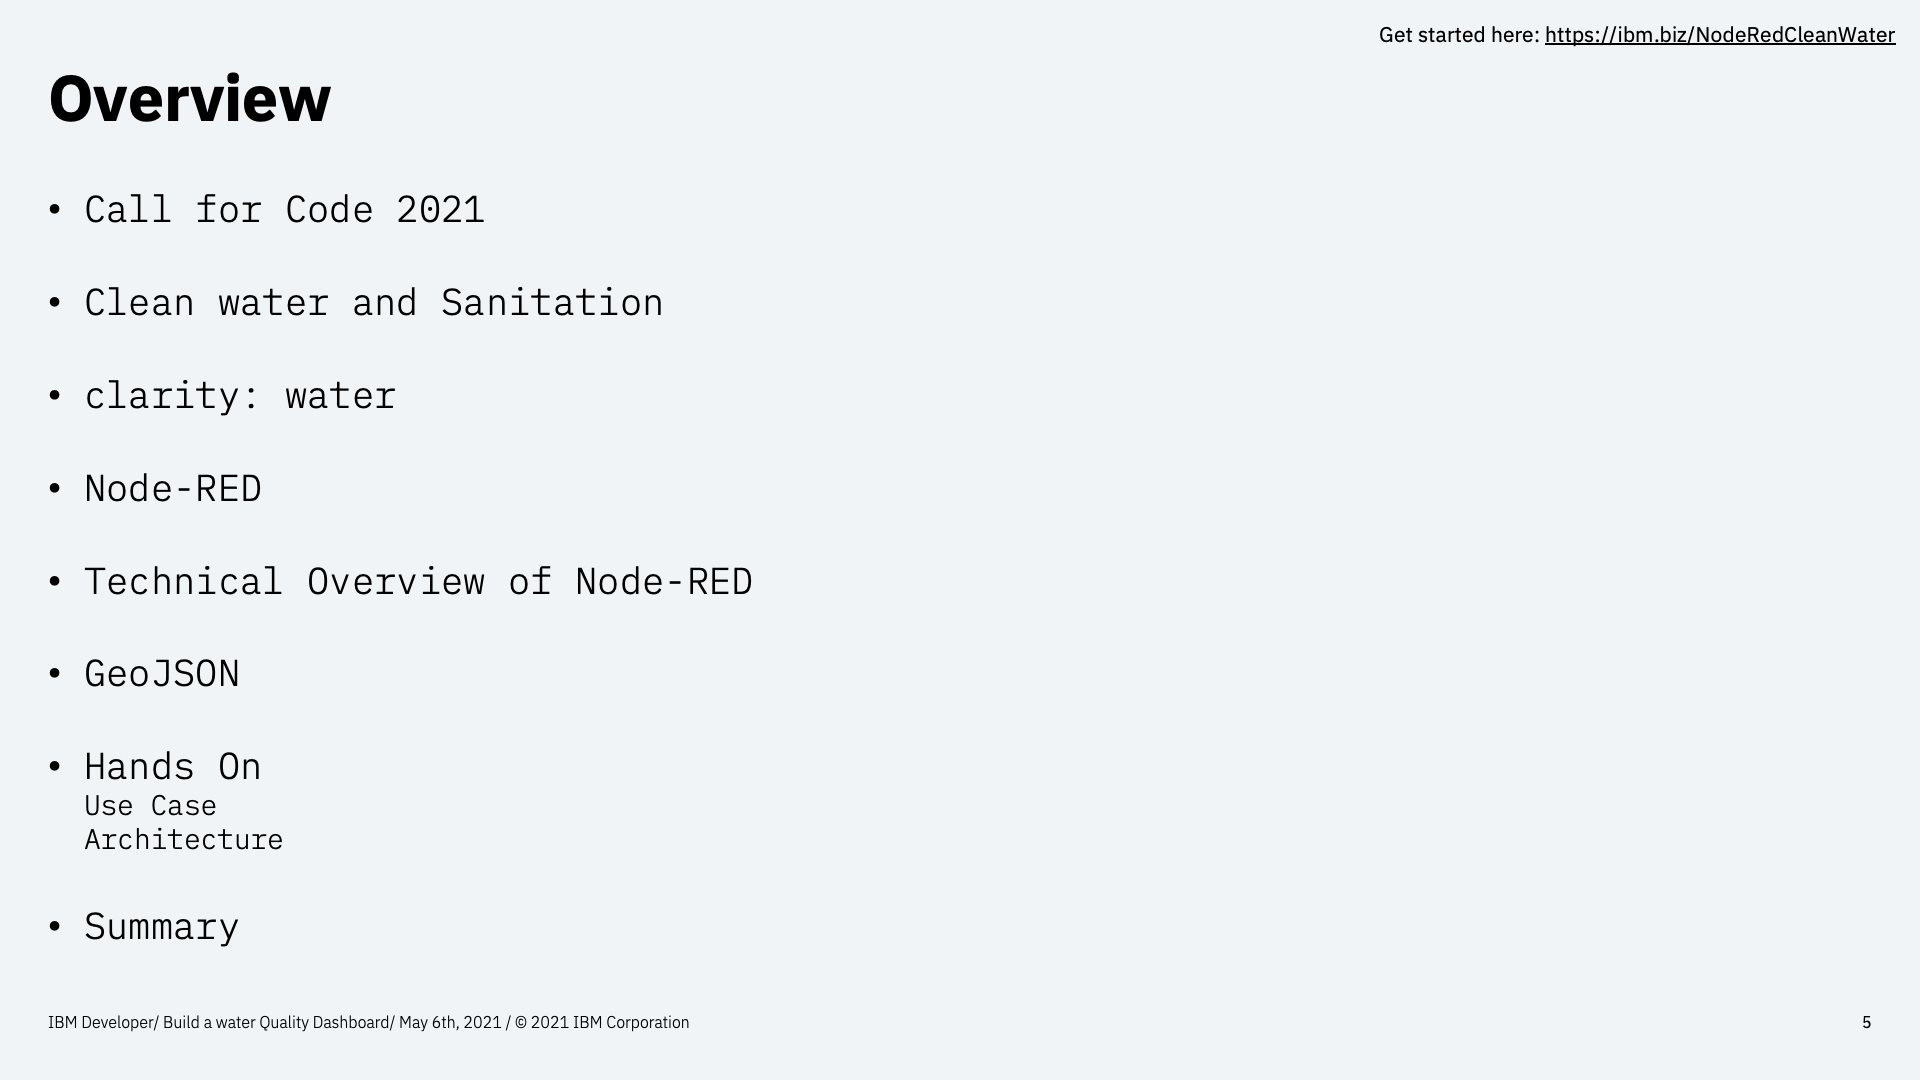 Get started here: https://ibm.biz/NodeRedCleanWater
Overview
• Call for Code 2021
• Clean water and Sanitation
• clarity: water
• Node-RED
• Technical Overview of Node-RED
• GeoJSON
• Hands On
Use Case
Architecture
• Summary
IBM Developer/ Build a water Quality Dashboard/ May 6th, 2021 / © 2021 IBM Corporation
5